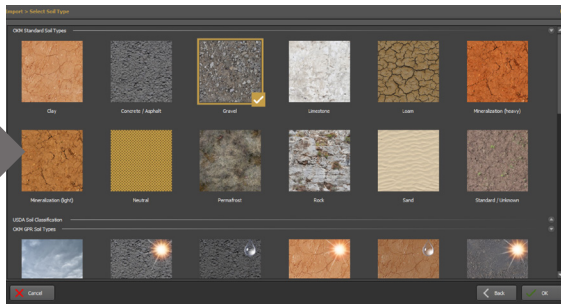 Import > Select Soil Type
OKM Standard Soil Types
Clay
Concrete / Asphalt
Gravel
Limestone
Loam
Mineralization (heavy)
Mineralization (light)
Neutral
Permafrost
Rock
Sand
Standard / Unknown
USDA Soil Classification
OKM GPR Soil Types
Cancel
Back
OK